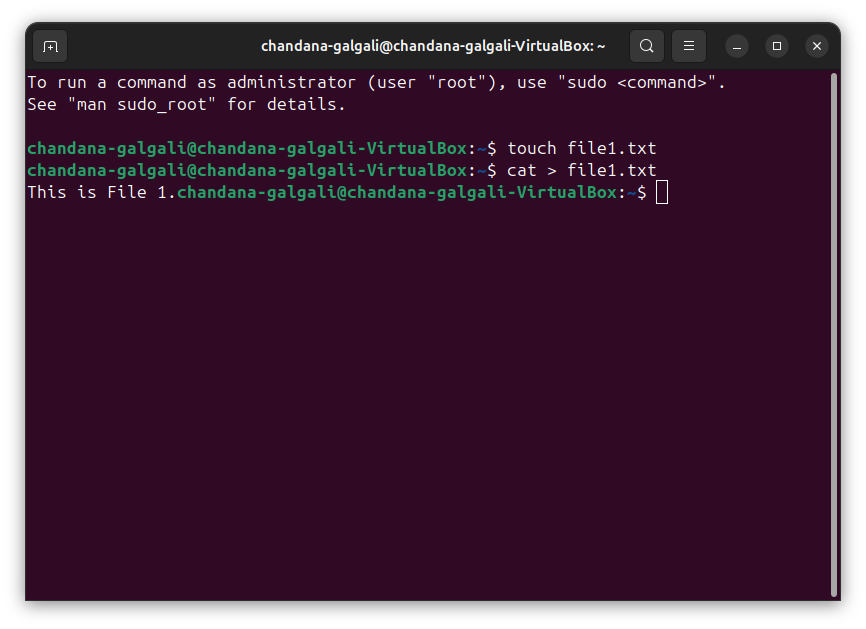 chandana-galgali@chandana-galgali-VirtualBox: ~
To run a command as administrator (user "root"), use "sudo <command>".
See "man sudo_root" for details.
chandana-galgali@chandana-galgali-VirtualBox:~$ touch file1.txt
chandana-galgali@chandana-galgali-VirtualBox:~$ cat > file1.txt
This is File 1.chandana-galgali@chandana-galgali-VirtualBox:~$